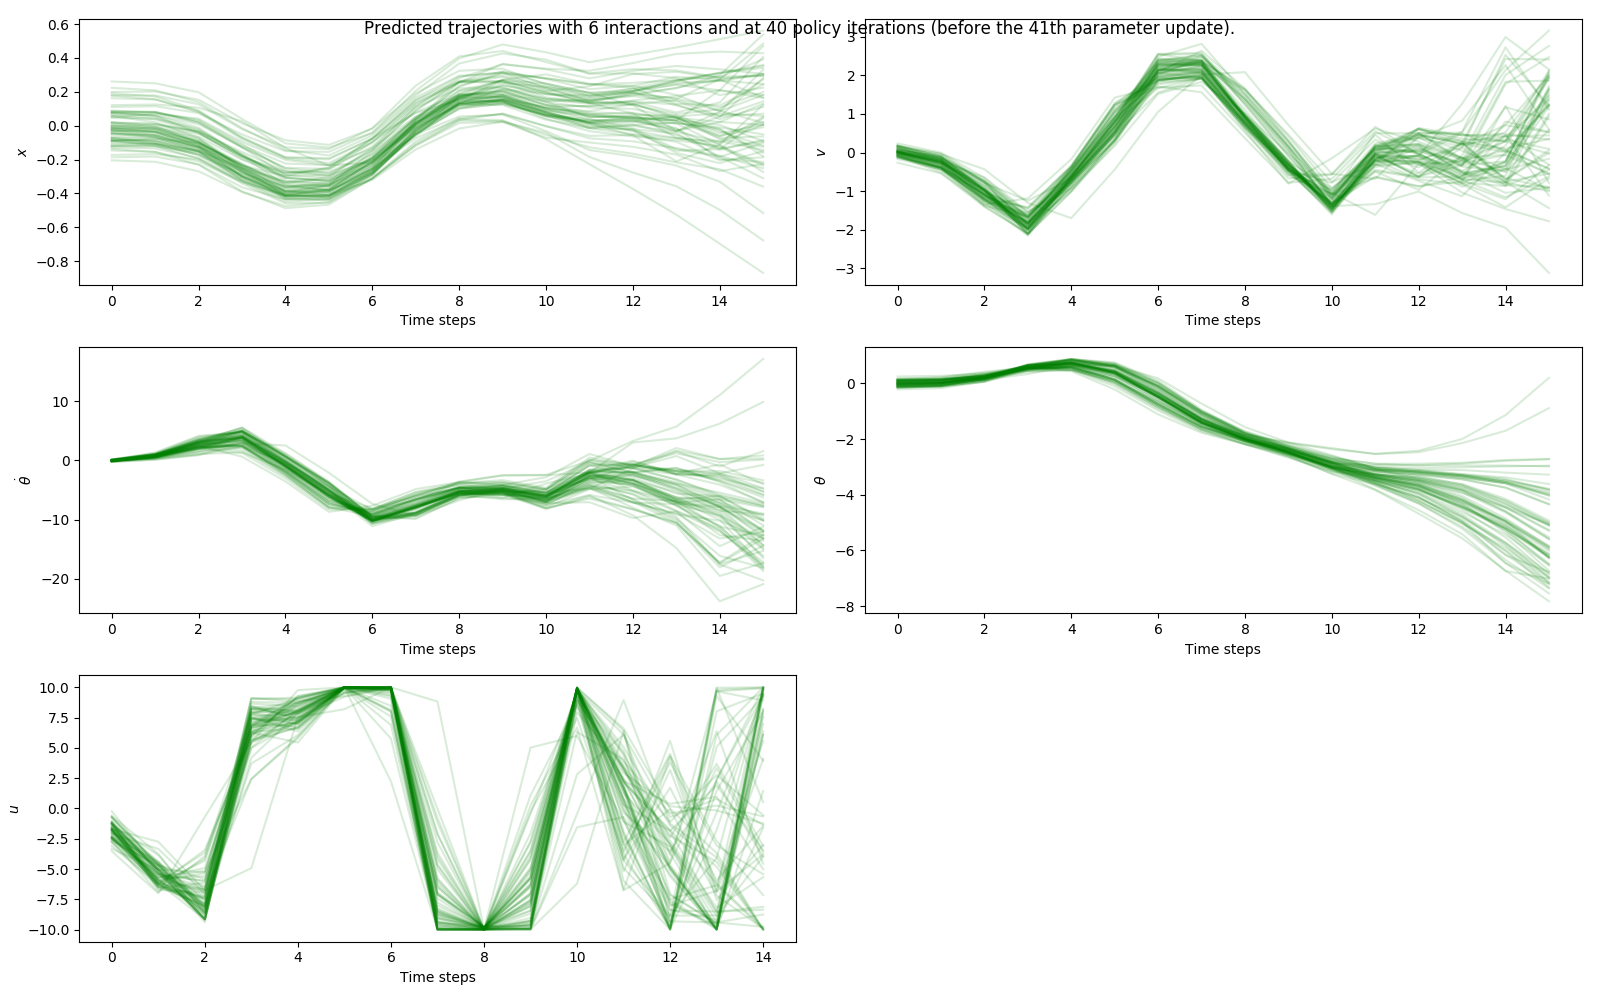 Predicted trajectories with 6 interactions and at 40 policy iterations (before the 41th parameter update).
0.6
0.4
0.2
0.0
−0.2
−0.4
−0.6
−0.8
x
0 2 4 6 8 10 12 14
Time steps
3
2
1
0
−1
−2
−3
v
0 2 4 6 8 10 12 14
Time steps
10
0
−10
−20
θ̇
0 2 4 6 8 10 12 14
Time steps
0
−2
−4
−6
−8
θ
0 2 4 6 8 10 12 14
Time steps
10.0
7.5
5.0
2.5
0.0
−2.5
−5.0
−7.5
−10.0
u
0 2 4 6 8 10 12 14
Time steps